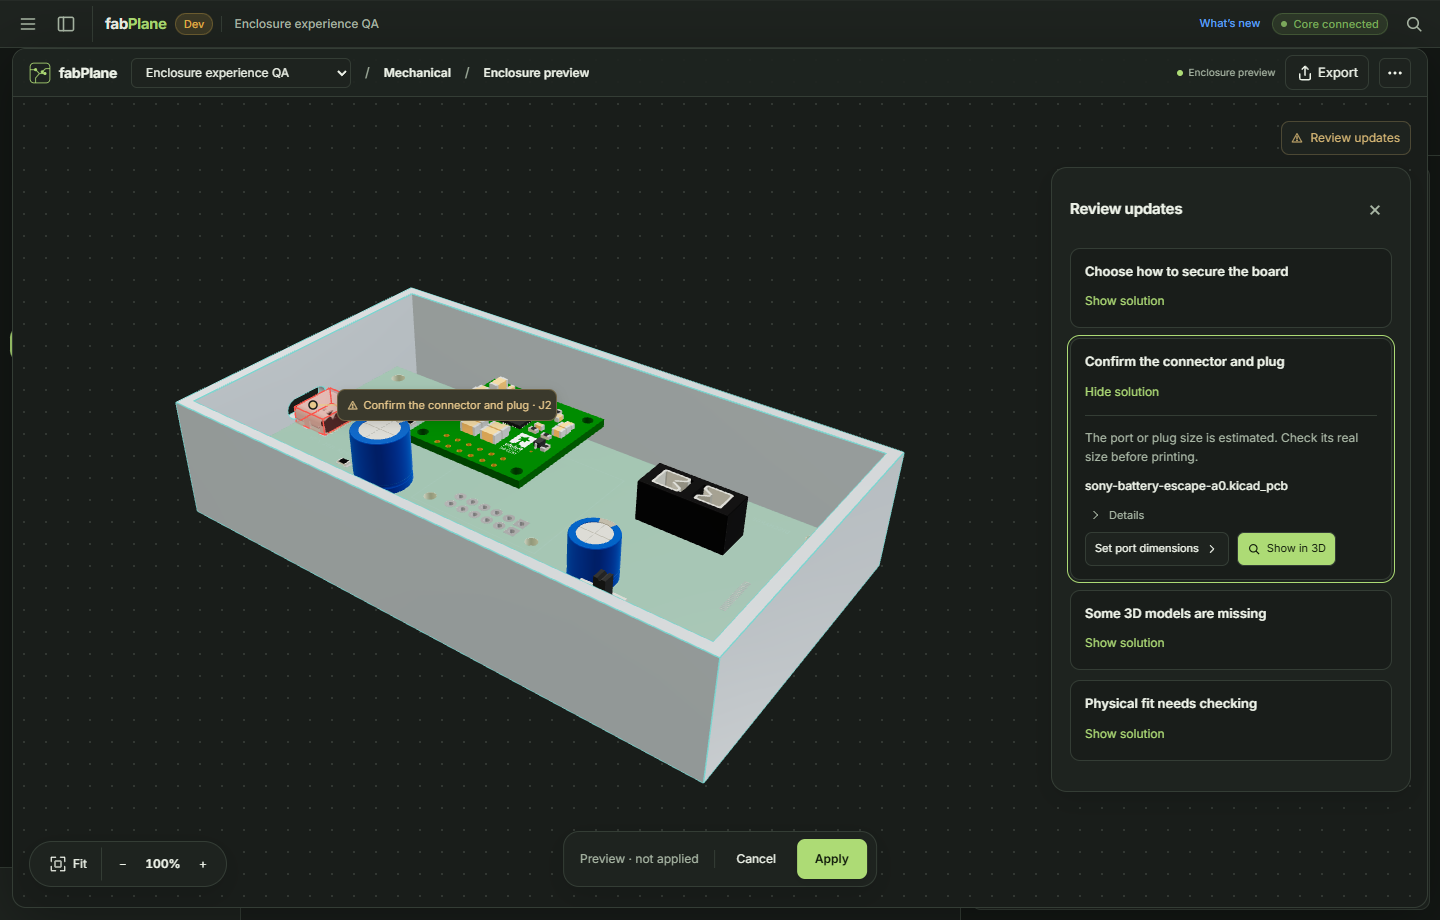 fabPlane Dev Enclosure experience QA What's new Core connected
fabPlane Enclosure experience QA / Mechanical / Enclosure preview Enclosure preview Export
Review updates
Review updates
Choose how to secure the board
Show solution
Confirm the connector and plug
Hide solution
The port or plug size is estimated. Check its real
size before printing.
sony-battery-escape-a0.kicad_pcb
Details
Set port dimensions Show in 3D
Some 3D models are missing
Show solution
Physical fit needs checking
Show solution
Confirm the connector and plug · J2
Fit − 100% +
Preview · not applied Cancel Apply